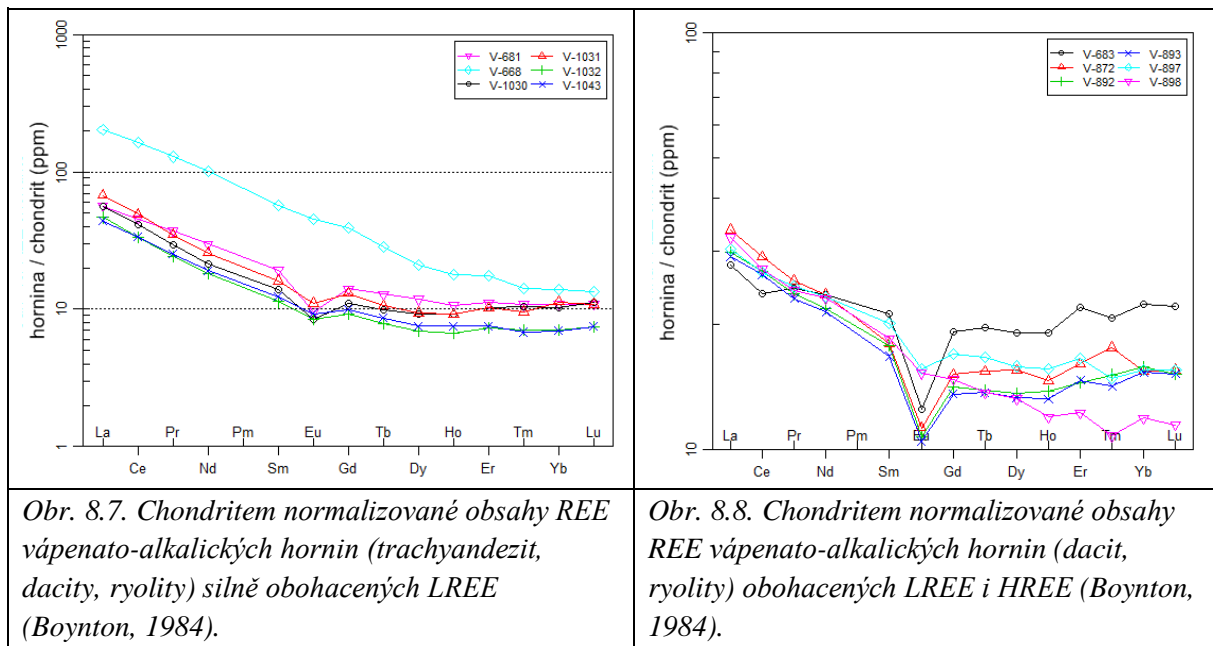 1000
100
10
1
hornina / chondrit (ppm)
V-681 V-1031
V-668 V-1032
V-1030 V-1043
La Pr Pm Eu Tb Ho Tm Lu
Ce Nd Sm Gd Dy Er Yb
Obr. 8.7. Chondritem normalizované obsahy REE
vápenato-alkalických hornin (trachyandezit,
dacity, ryolity) silně obohacených LREE
(Boynton, 1984).
100
10
hornina / chondrit (ppm)
V-683 V-893
V-872 V-897
V-892 V-898
La Pr Pm Eu Tb Ho Tm Lu
Ce Nd Sm Gd Dy Er Yb
Obr. 8.8. Chondritem normalizované obsahy
REE vápenato-alkalických hornin (dacit,
ryolity) obohacených LREE i HREE (Boynton,
1984).